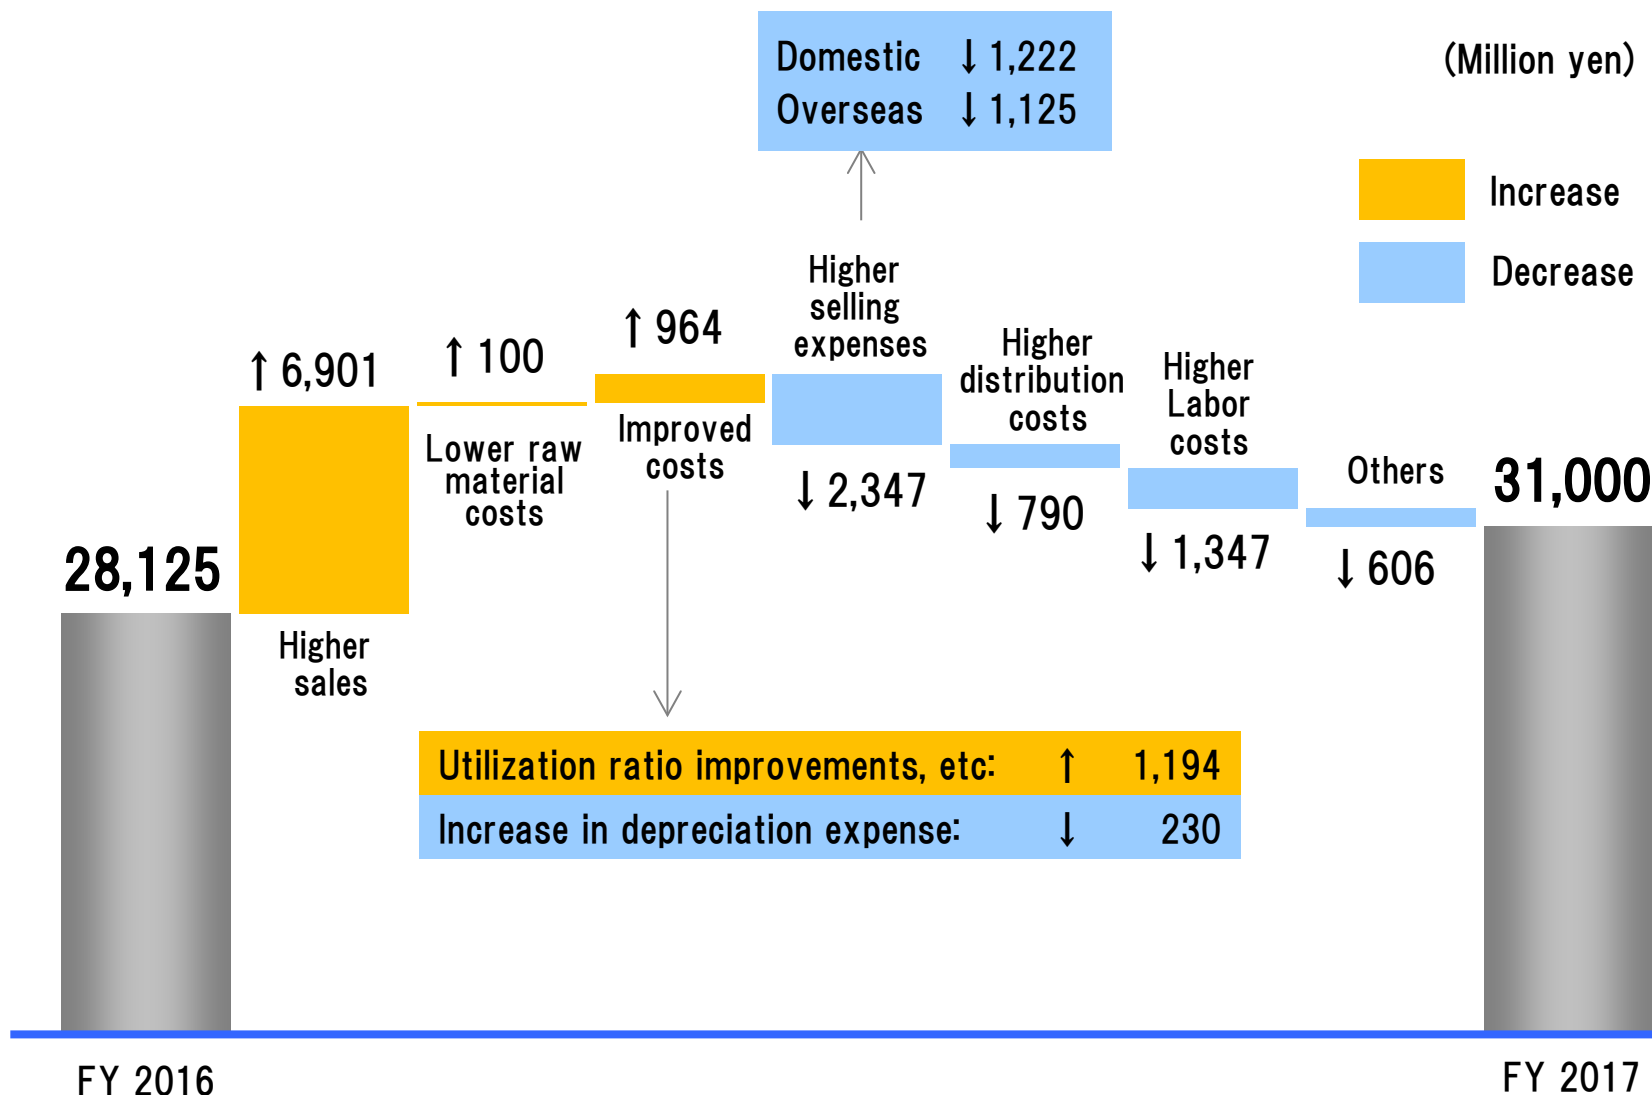 Domestic ↓ 1,222
Overseas ↓ 1,125
(Million yen)
Increase
Decrease
28,125
↑ 6,901
Higher
sales
↑ 100
Lower raw
material
costs
↑ 964
Improved
costs
Higher
selling
expenses
↓ 2,347
Higher
distribution
costs
↓ 790
Higher
Labor
costs
↓ 1,347
Others
↓ 606
31,000
Utilization ratio improvements, etc: ↑ 1,194
Increase in depreciation expense: ↓ 230
FY 2016
FY 2017